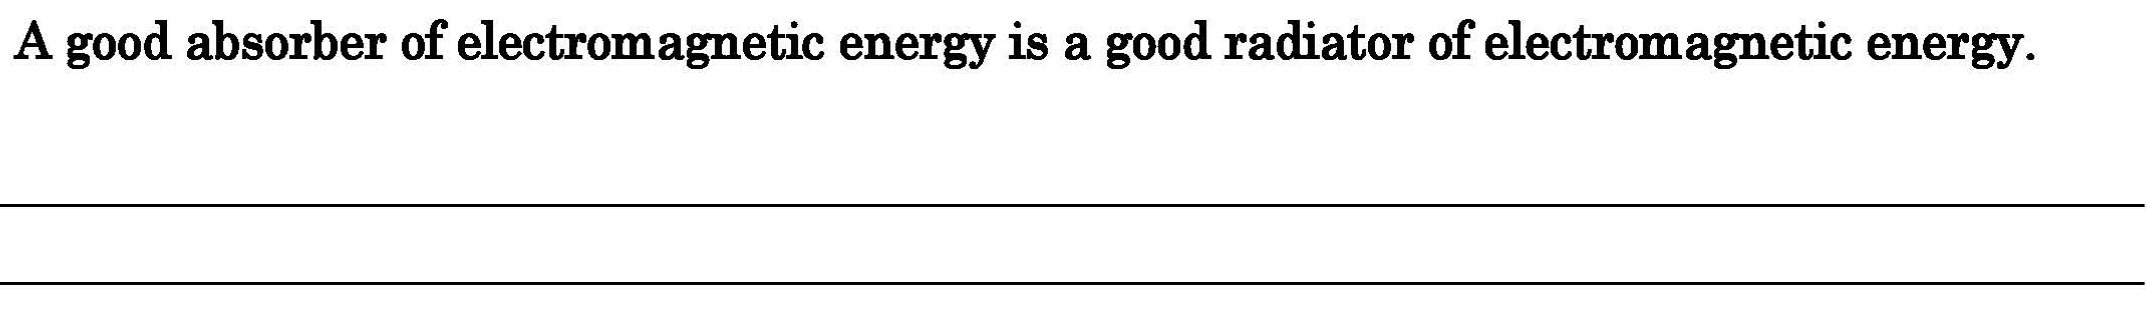 A good absorber of electromagnetic energy is a good radiator of electromagnetic energy.